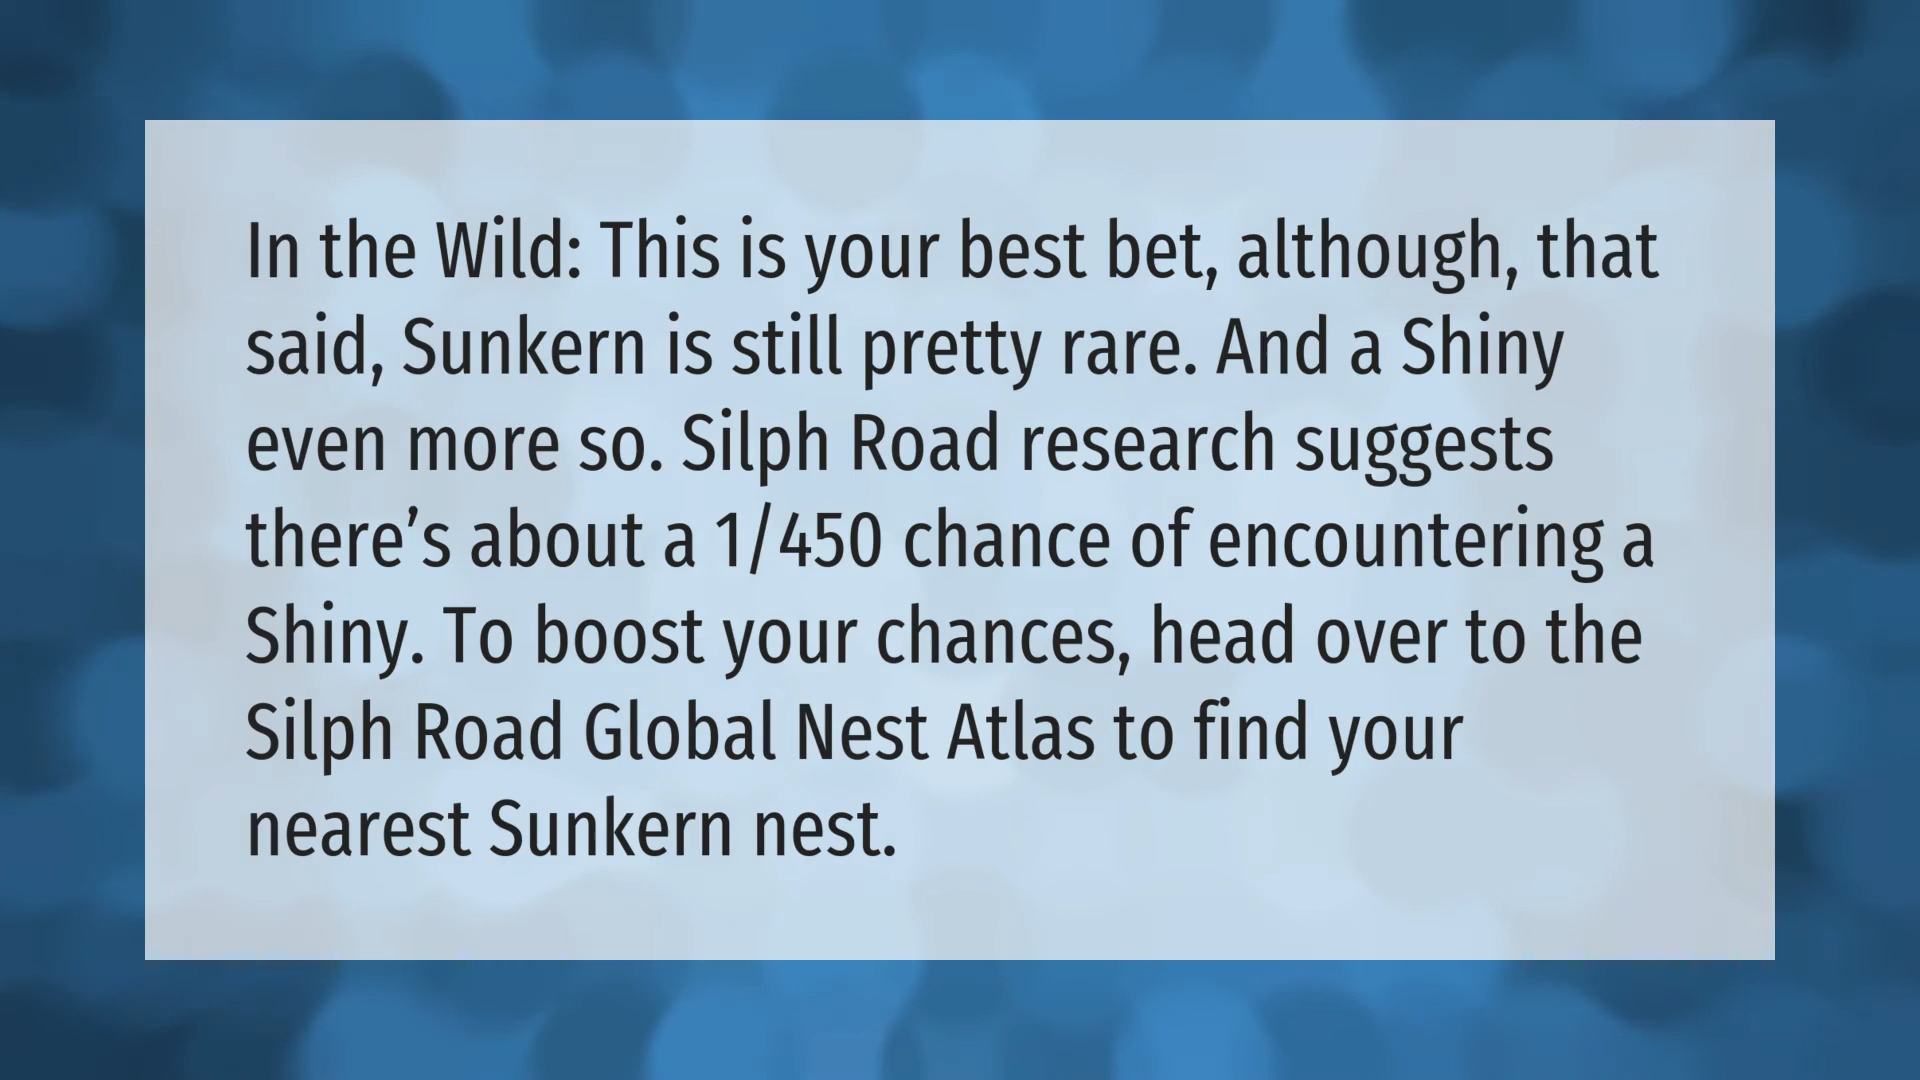 In the Wild: This is your best bet, although, that
said, Sunkern is still pretty rare. And a Shiny
even more so. Silph Road research suggests
there’s about a 1/450 chance of encountering a
Shiny. To boost your chances, head over to the
Silph Road Global Nest Atlas to find your
nearest Sunkern nest.